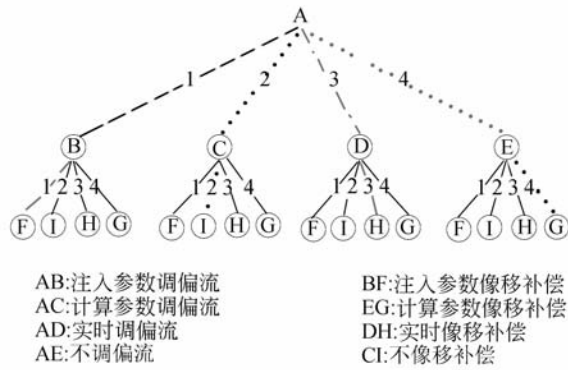 A
1 2 3 4
B C D E
1 2 3 4 1 2 3 4 1 2 3 4 1 2 3 4
F I H G F I H G F I H G F I H G
AB:注入参数调偏流
AC:计算参数调偏流
AD:实时调偏流
AE:不调偏流
BF:注入参数像移补偿
EG:计算参数像移补偿
DH:实时像移补偿
CI:不像移补偿